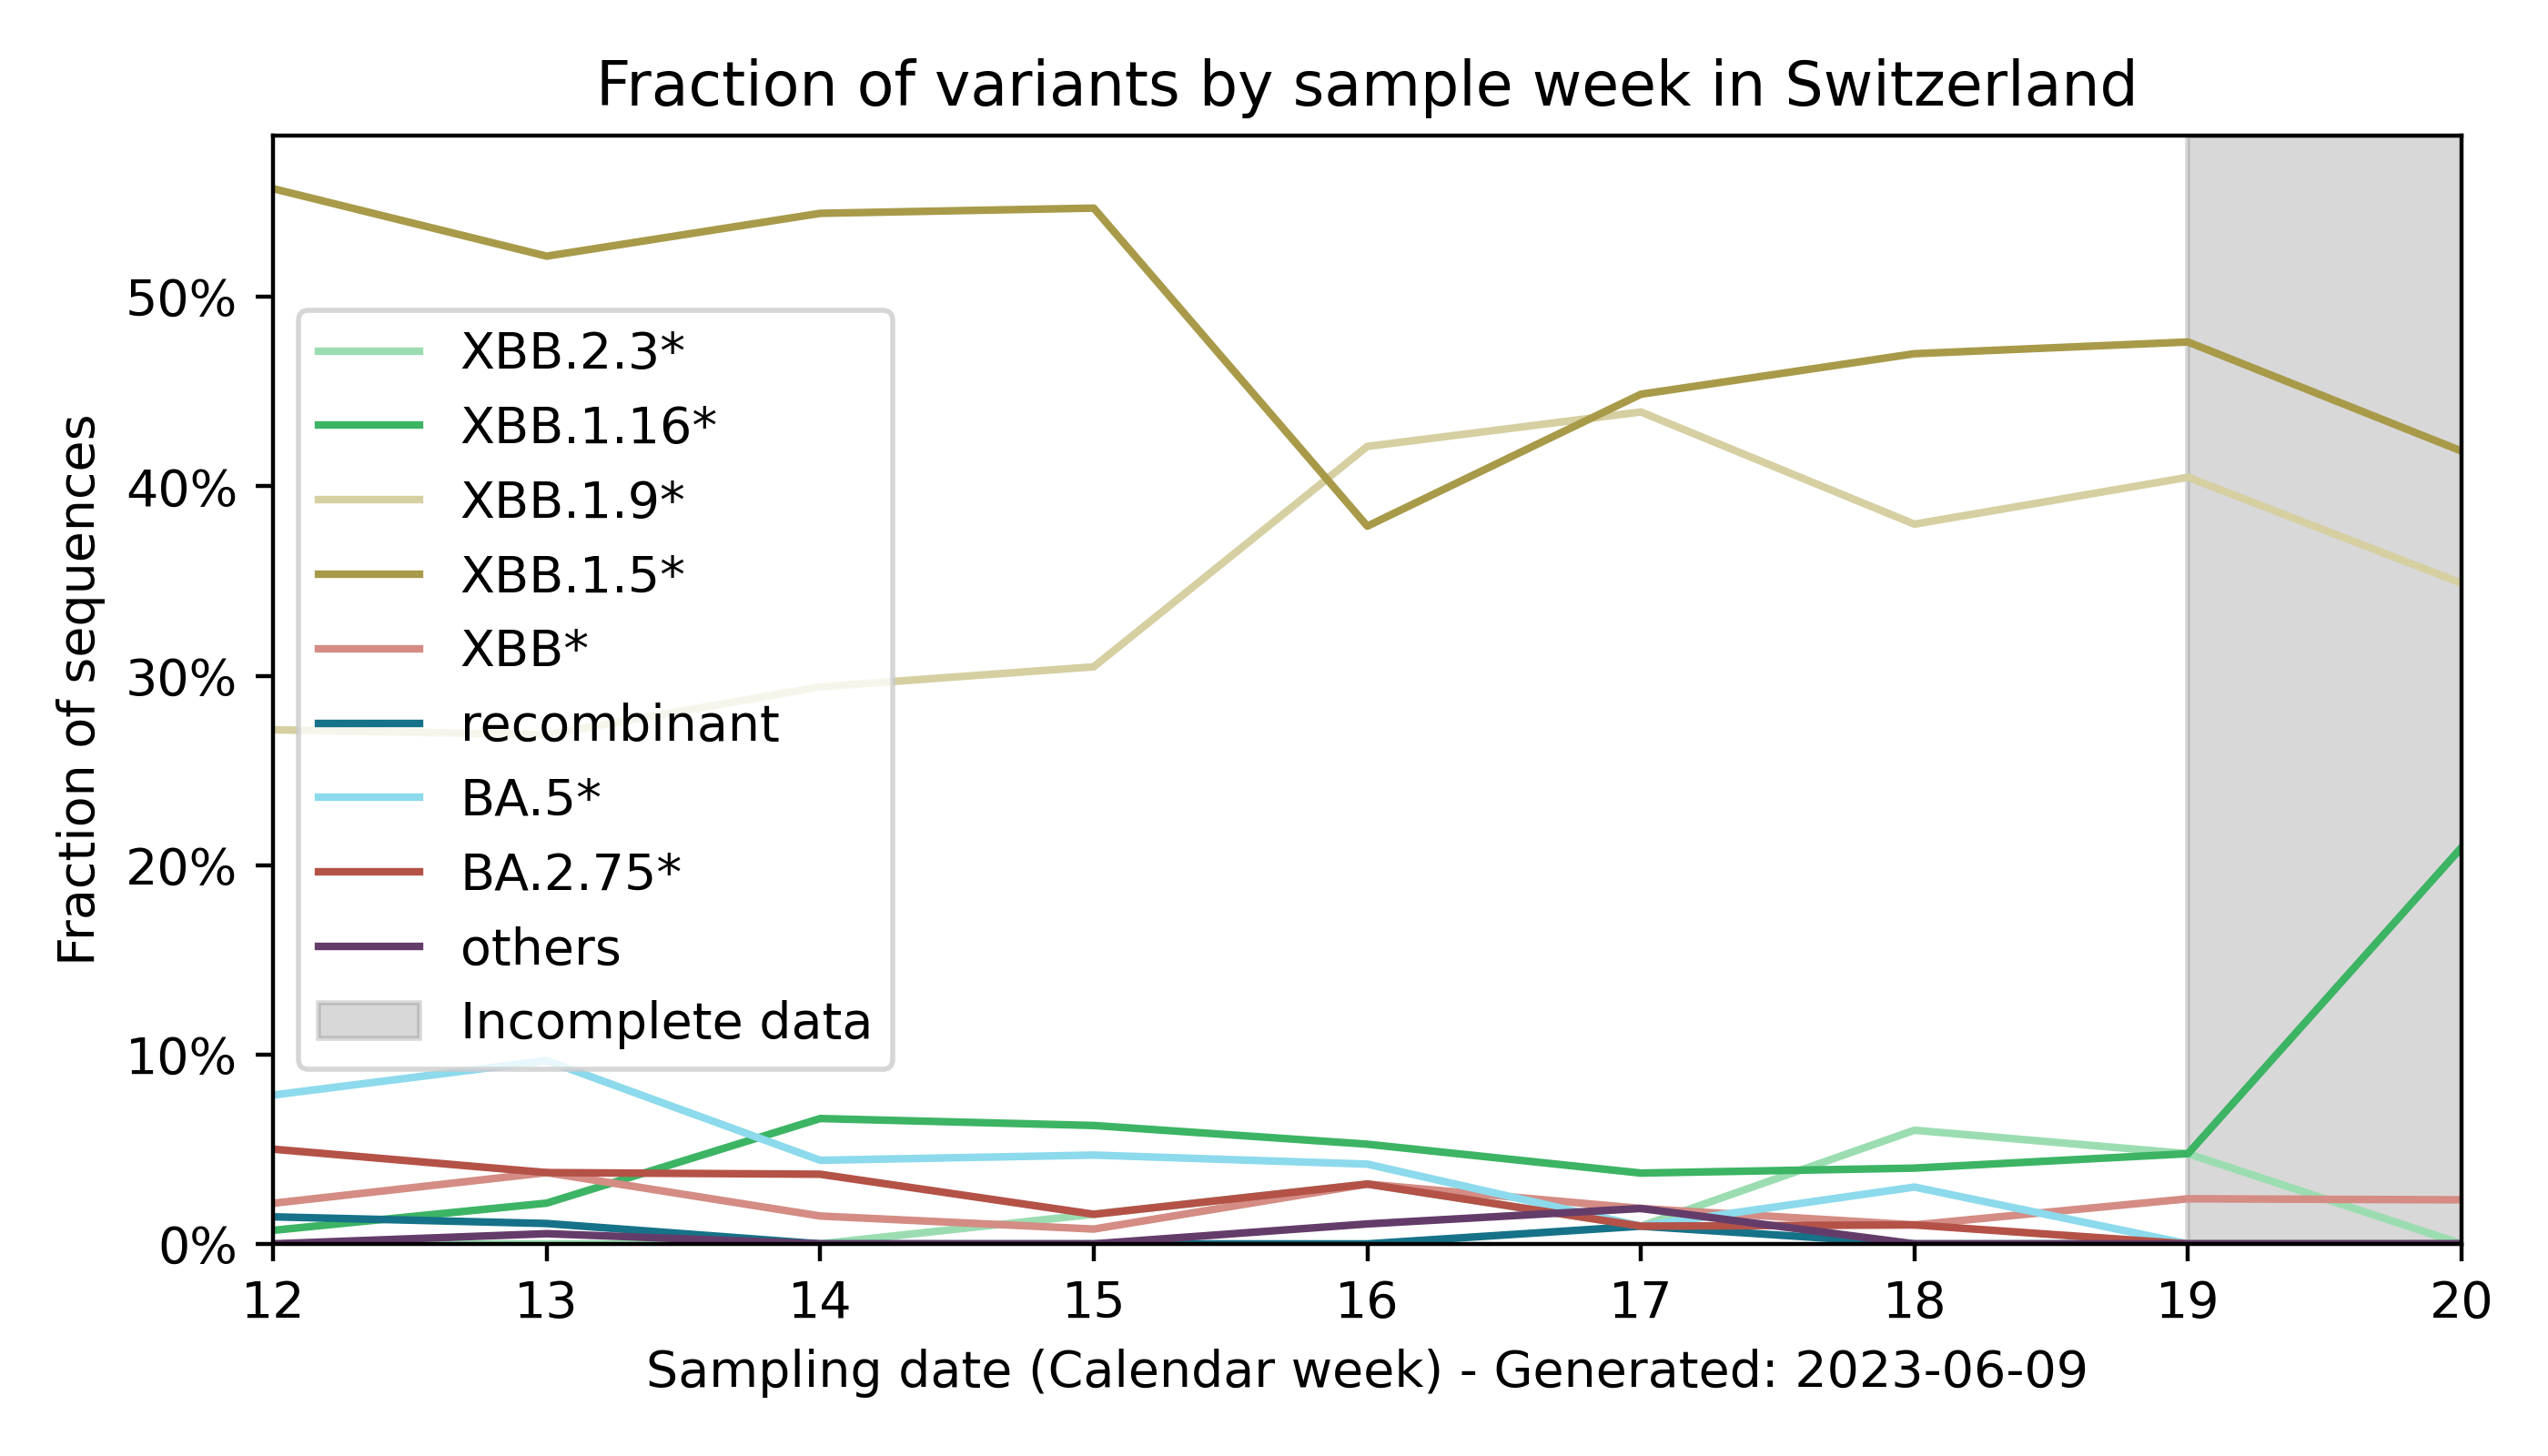 Fraction of variants by sample week in Switzerland
Fraction of sequences
50%
40%
30%
20%
10%
0%
XBB.2.3*
XBB.1.16*
XBB.1.9*
XBB.1.5*
XBB*
recombinant
BA.5*
BA.2.75*
others
Incomplete data
12 13 14 15 16 17 18 19 20
Sampling date (Calendar week) - Generated: 2023-06-09